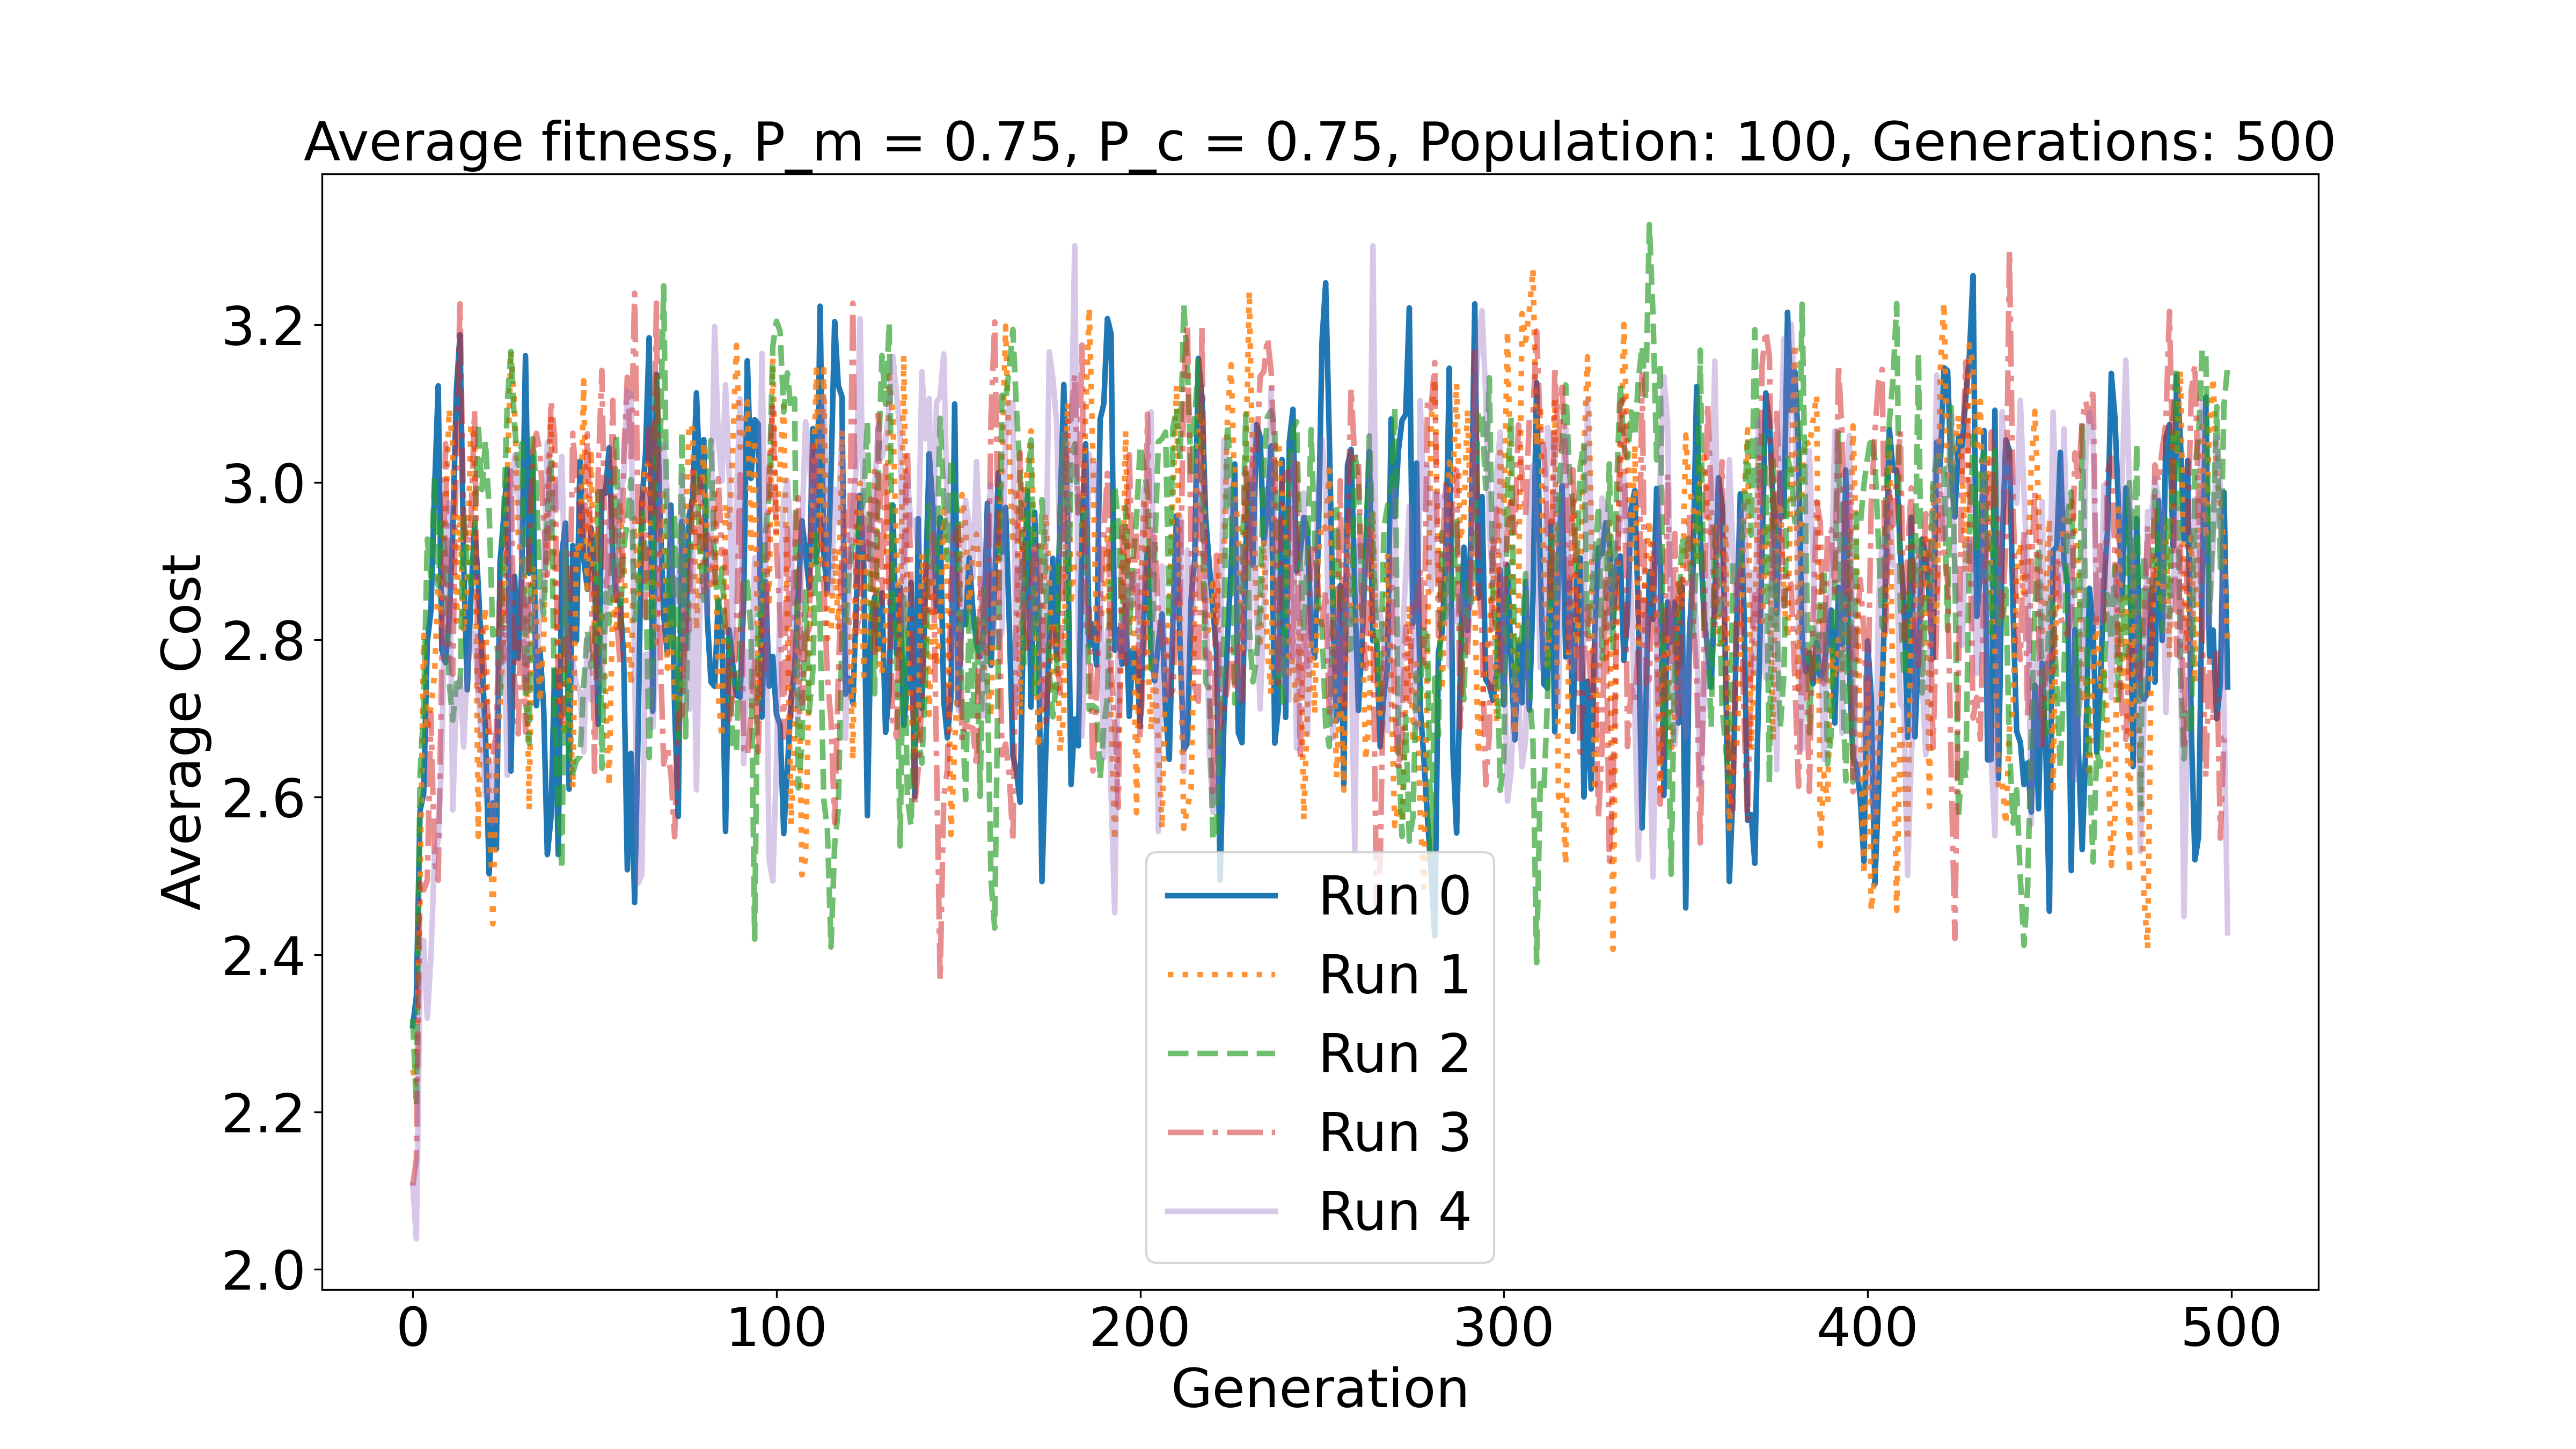 Average fitness, P_m = 0.75, P_c = 0.75, Population: 100, Generations: 500
Average Cost
3.2
3.0
2.8
2.6
2.4
2.2
2.0
Run 0
Run 1
Run 2
Run 3
Run 4
0 100 200 300 400 500
Generation